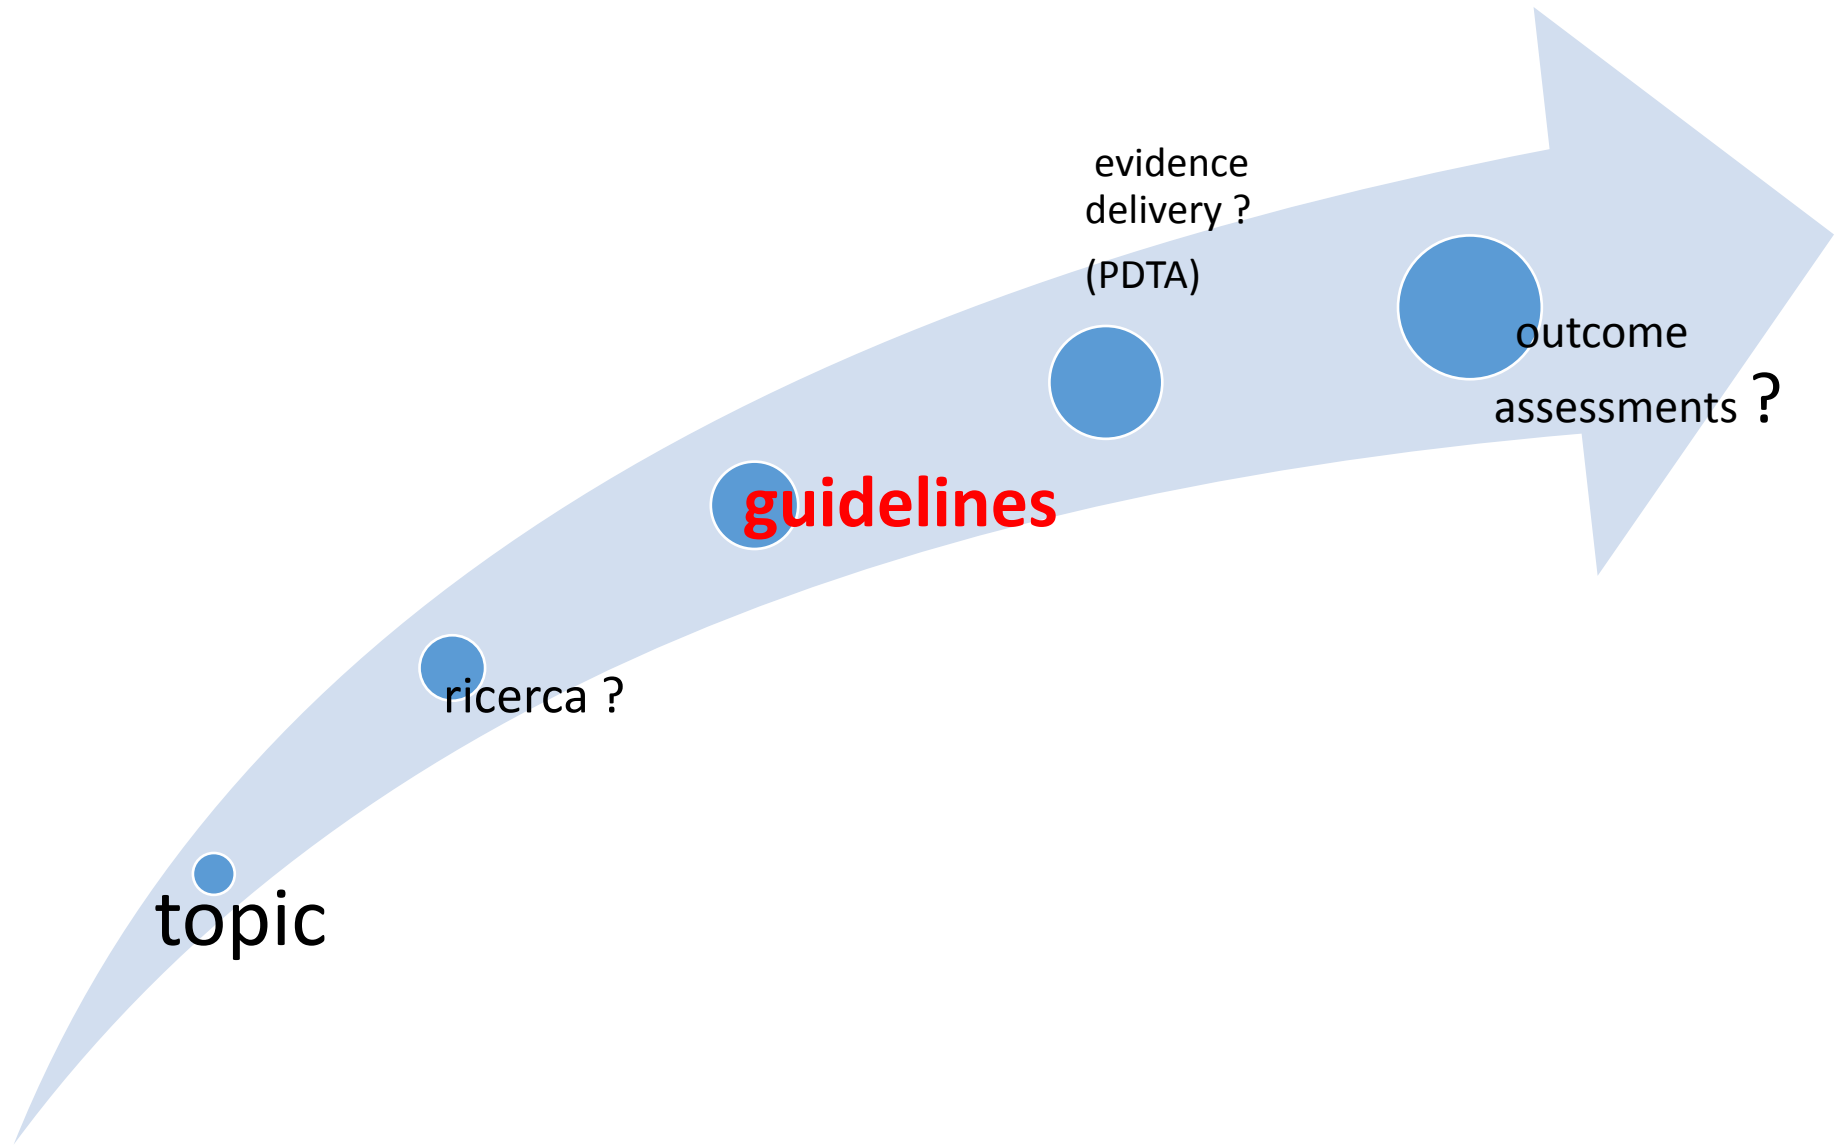 topic
ricerca ?
guidelines
evidence
delivery ?
(PDTA)
outcome
assessments ?